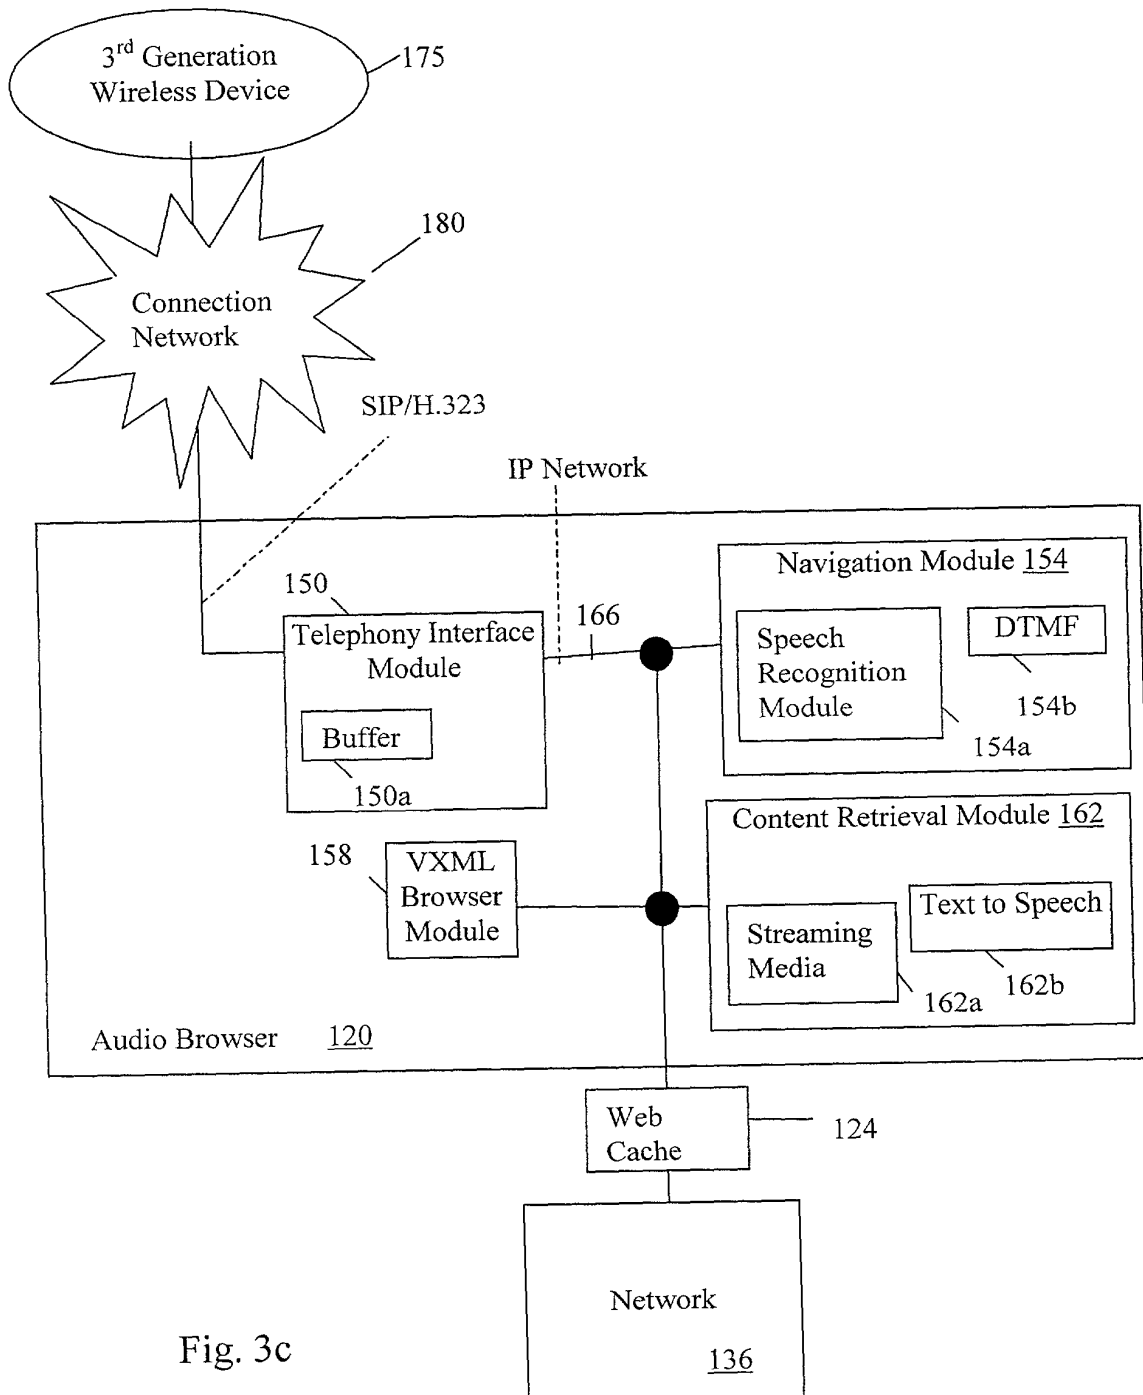 3rd Generation
Wireless Device
175
180
Connection
Network
SIP/H.323
IP Network
150
166
Telephony Interface
Module
Buffer
150a
Navigation Module 154
Speech
Recognition
Module
DTMF
154b
154a
158
VXML
Browser
Module
Content Retrieval Module 162
Streaming
Media
Text to Speech
162b
162a
Audio Browser 120
Web
Cache
124
Network
136
Fig. 3c